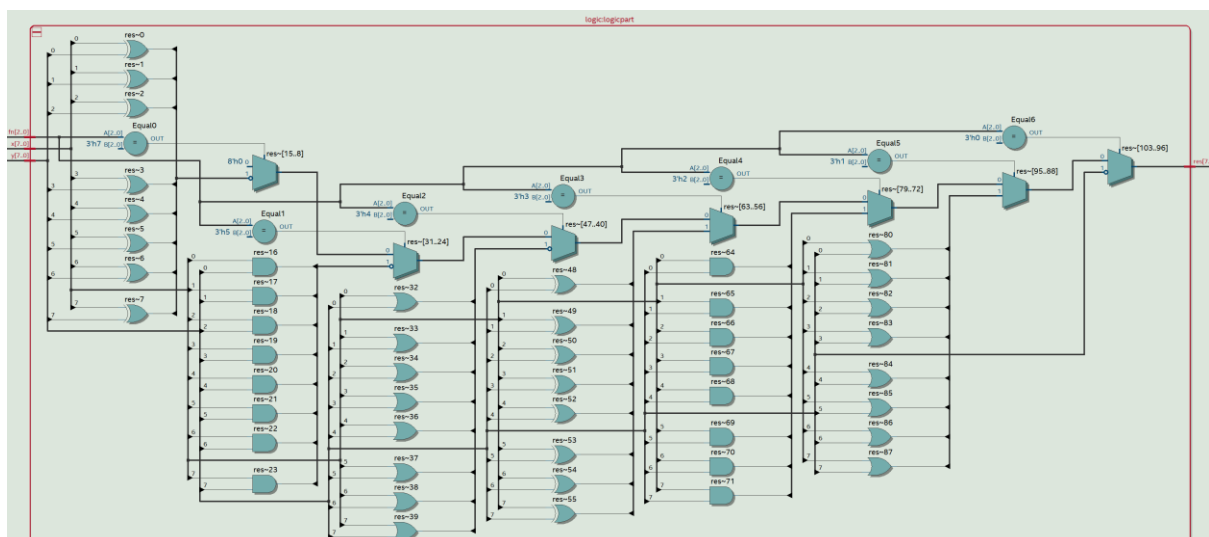 logic:logicpart
res~0
res~1
res~2
Equal0
A[2..0]
3'h7 B[2..0]
OUT
res~3
res~4
res~5
res~6
res~7
8'h0
res~[15..8]
Equal1
A[2..0]
3'h5 B[2..0]
OUT
res~16
res~17
res~18
res~19
res~20
res~21
res~22
res~23
Equal2
A[2..0]
3'h4 B[2..0]
OUT
res~[31..24]
res~32
res~33
res~34
res~35
res~36
res~37
res~38
res~39
Equal3
A[2..0]
3'h3 B[2..0]
OUT
res~[47..40]
res~48
res~49
res~50
res~51
res~52
res~53
res~54
res~55
Equal4
A[2..0]
3'h2 B[2..0]
OUT
res~[63..56]
res~64
res~65
res~66
res~67
res~68
res~69
res~70
res~71
Equal5
A[2..0]
3'h1 B[2..0]
OUT
res~[79..72]
res~80
res~81
res~82
res~83
res~84
res~85
res~86
res~87
Equal6
A[2..0]
3'h0 B[2..0]
OUT
res~[95..88]
res~[103..96]